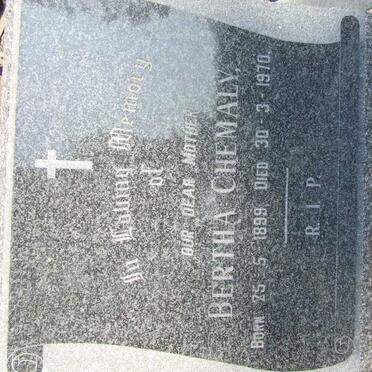 In Loving Memory
of
OUR DEAR MOTHER
BERTHA CHEMALY,
BORN 25-5-1899 DIED 30-3-1970.
R. I. P.